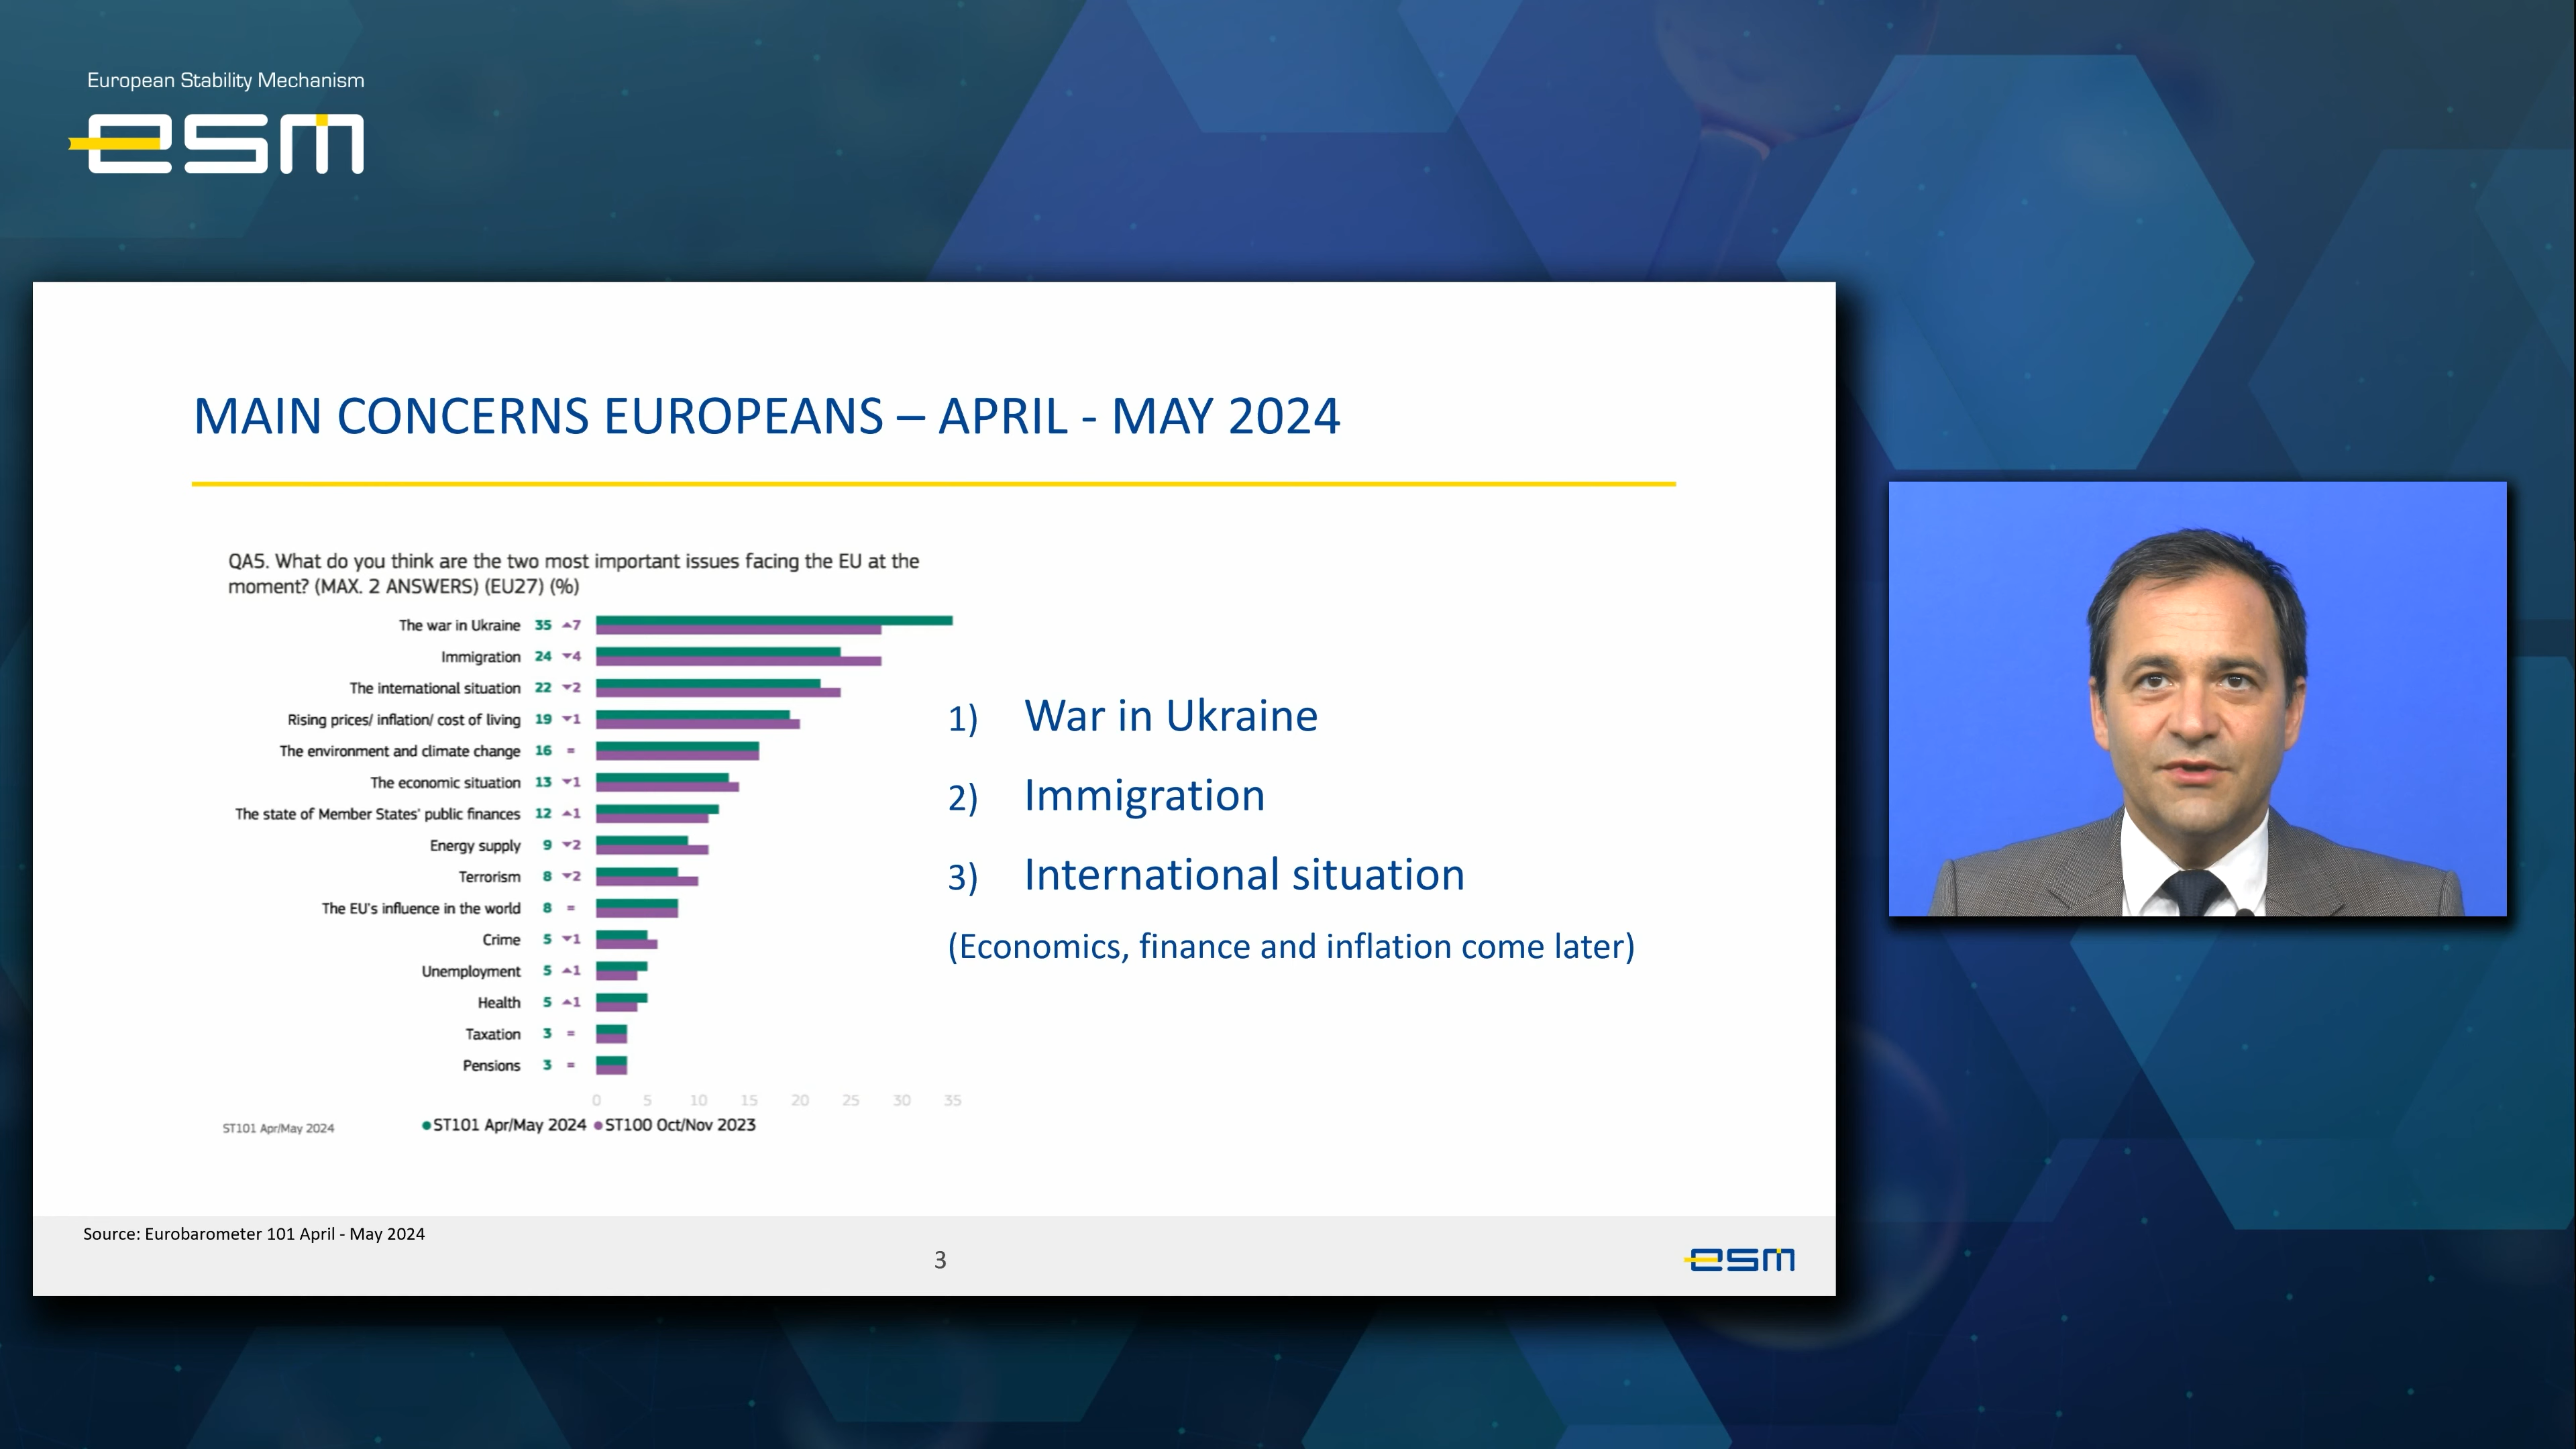 European Stability Mechanism
esm
MAIN CONCERNS EUROPEANS – APRIL - MAY 2024
QA5. What do you think are the two most important issues facing the EU at the
moment? (MAX. 2 ANSWERS) (EU27) (%)
The war in Ukraine 35 ▲7
Immigration 24 ▼4
The international situation 22 ▼2
Rising prices/ inflation/ cost of living 19 ▼1
The environment and climate change 16 =
The economic situation 13 ▼1
The state of Member States' public finances 12 ▲1
Energy supply 9 ▼2
Terrorism 8 ▼2
The EU's influence in the world 8 =
Crime 5 ▼1
Unemployment 5 ▲1
Health 5 ▲1
Taxation 3 =
Pensions 3 =
0 5 10 15 20 25 30 35
ST101 Apr/May 2024
●ST101 Apr/May 2024 ●ST100 Oct/Nov 2023
1) War in Ukraine
2) Immigration
3) International situation
(Economics, finance and inflation come later)
Source: Eurobarometer 101 April - May 2024
3
esm